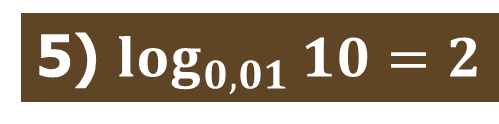 5) log₀,₀₁ 10 = 2